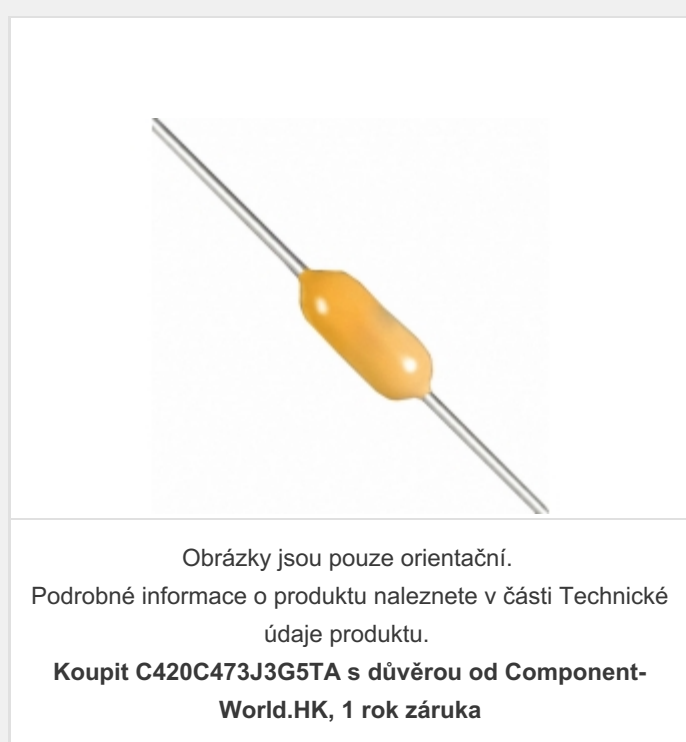 Obrázky jsou pouze orientační.
Podrobné informace o produktu naleznete v části Technické
údaje produktu.
Koupit C420C473J3G5TA s důvěrou od Component-
World.HK, 1 rok záruka